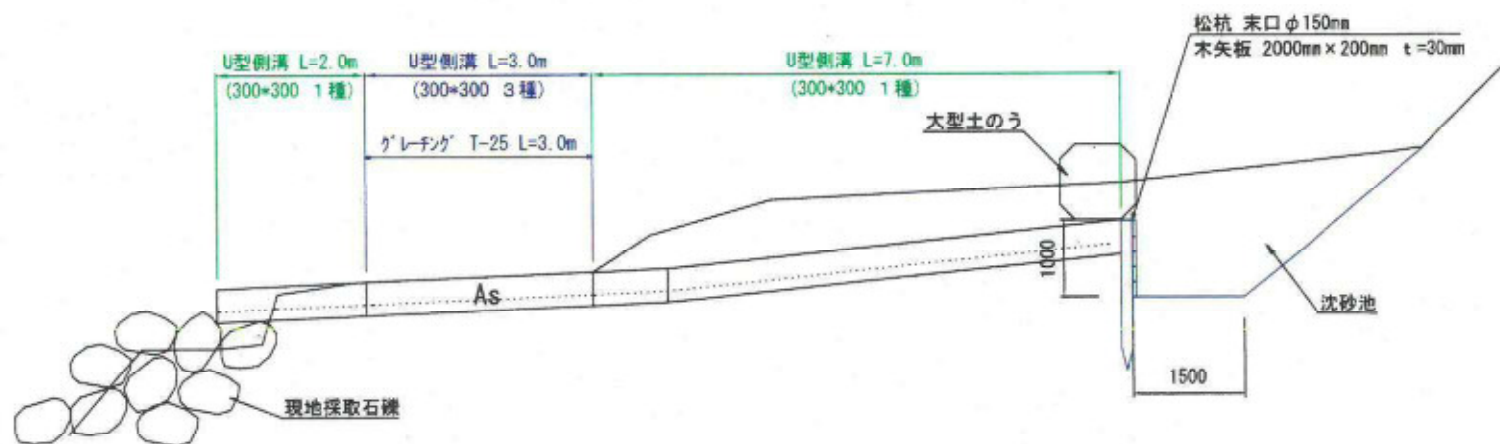 松杭 末口φ150mm
木矢板 2000mm×200mm t=30mm
U型側溝 L=2.0m
(300*300 1種)
U型側溝 L=3.0m
(300*300 3種)
U型側溝 L=7.0m
(300*300 1種)
グレーチング T-25 L=3.0m
大型土のう
1000
As
沈砂池
1500
現地採取石礫